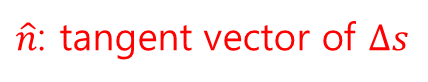 n̂: tangent vector of Δs